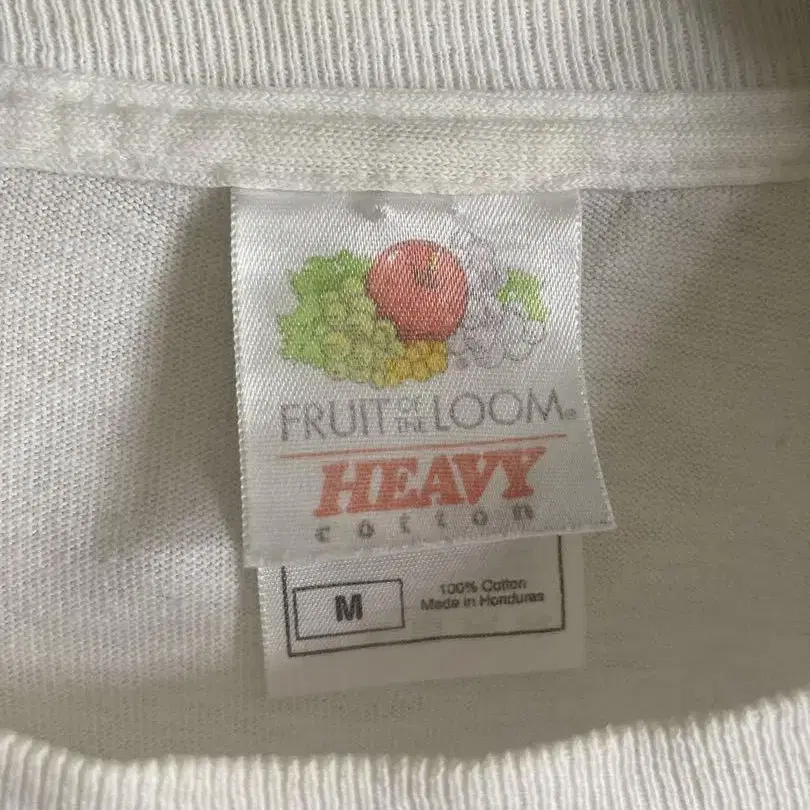 FRUIT OF THE LOOM®
HEAVY
cotton
M
100% Cotton
Made in Honduras